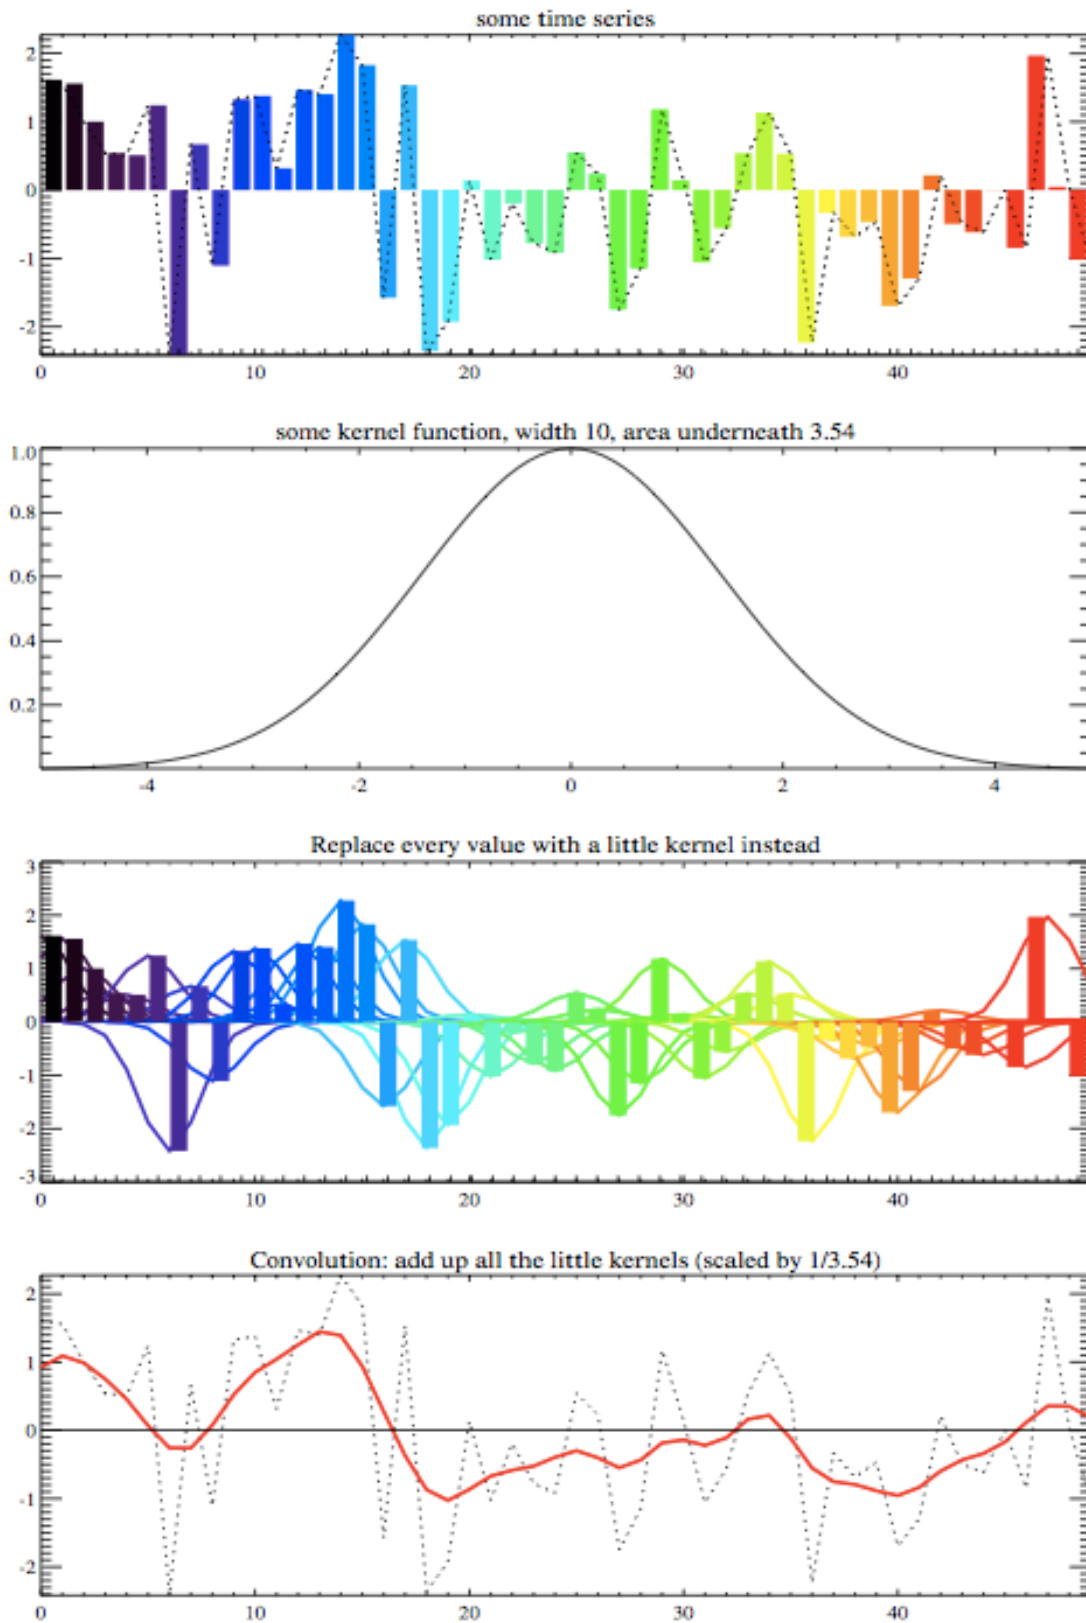 some time series
2
1
0
-1
-2
0 10 20 30 40
some kernel function, width 10, area underneath 3.54
1.0
0.8
0.6
0.4
0.2
-4 -2 0 2 4
Replace every value with a little kernel instead
3
2
1
0
-1
-2
-3
0 10 20 30 40
Convolution: add up all the little kernels (scaled by 1/3.54)
2
1
0
-1
-2
0 10 20 30 40